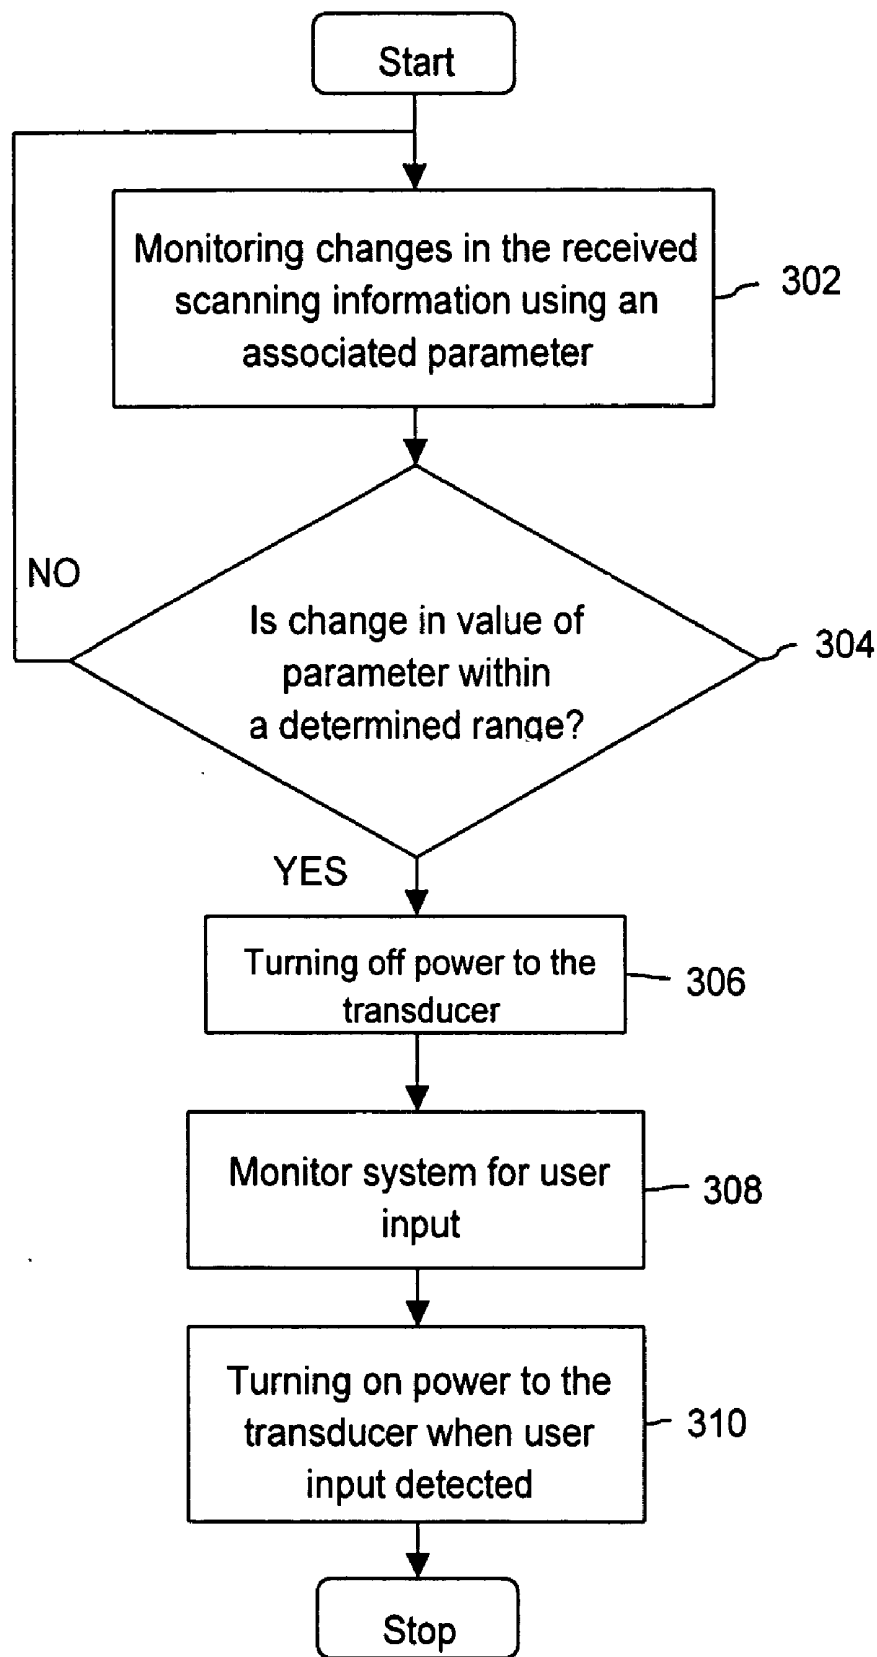 Start
Monitoring changes in the received
scanning information using an
associated parameter
302
NO
Is change in value of
parameter within
a determined range?
304
YES
Turning off power to the
transducer
306
Monitor system for user
input
308
Turning on power to the
transducer when user
input detected
310
Stop